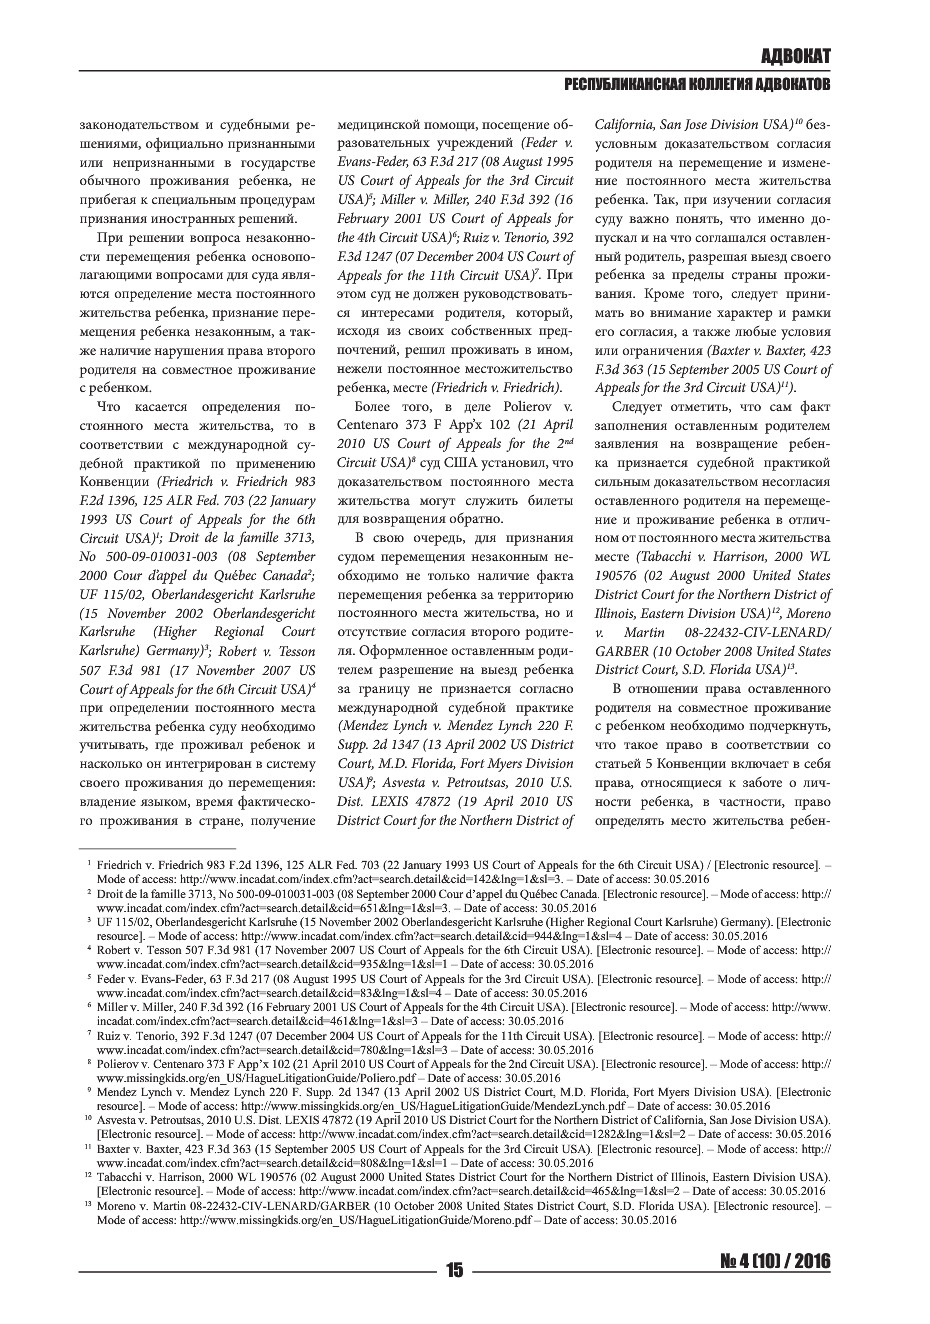 АДВОКАТ
РЕСПУБЛИКАНСКАЯ КОЛЛЕГИЯ АДВОКАТОВ
законодательством и судебными ре-
шениями, официально признанными
или непризнанными в государстве
обычного проживания ребенка, не
прибегая к специальным процедурам
признания иностранных решений.
При решении вопроса незаконно-
сти перемещения ребенка основопо-
лагающими вопросами для суда явля-
ются определение места постоянного
жительства ребенка, признание пере-
мещения ребенка незаконным, а так-
же наличие нарушения права второго
родителя на совместное проживание
с ребенком.
Что касается определения по-
стоянного места жительства, то в
соответствии с международной су-
дебной практикой по применению
Конвенции (Friedrich v. Friedrich 983
F.2d 1396, 125 ALR Fed. 703 (22 January
1993 US Court of Appeals for the 6th
Circuit USA)¹; Droit de la famille 3713,
No 500-09-010031-003 (08 September
2000 Cour d’appel du Québec Canada²;
UF 115/02, Oberlandesgericht Karlsruhe
(15 November 2002 Oberlandesgericht
Karlsruhe (Higher Regional Court
Karlsruhe) Germany)³; Robert v. Tesson
507 F.3d 981 (17 November 2007 US
Court of Appeals for the 6th Circuit USA)⁴
при определении постоянного места
жительства ребенка суду необходимо
учитывать, где проживал ребенок и
насколько он интегрирован в систему
своего проживания до перемещения:
владение языком, время фактическо-
го проживания в стране, получение
медицинской помощи, посещение об-
разовательных учреждений (Feder v.
Evans-Feder, 63 F.3d 217 (08 August 1995
US Court of Appeals for the 3rd Circuit
USA)⁵; Miller v. Miller, 240 F.3d 392 (16
February 2001 US Court of Appeals for
the 4th Circuit USA)⁶; Ruiz v. Tenorio, 392
F.3d 1247 (07 December 2004 US Court of
Appeals for the 11th Circuit USA)⁷. При
этом суд не должен руководствовать-
ся интересами родителя, который,
исходя из своих собственных пред-
почтений, решил проживать в ином,
нежели постоянное местожительство
ребенка, месте (Friedrich v. Friedrich).
Более того, в деле Polierov v.
Centenaro 373 F App’x 102 (21 April
2010 US Court of Appeals for the 2ⁿᵈ
Circuit USA)⁸ суд США установил, что
доказательством постоянного места
жительства могут служить билеты
для возвращения обратно.
В свою очередь, для признания
судом перемещения незаконным не-
обходимо не только наличие факта
перемещения ребенка за территорию
постоянного места жительства, но и
отсутствие согласия второго родите-
ля. Оформленное оставленным роди-
телем разрешение на выезд ребенка
за границу не признается согласно
международной судебной практике
(Mendez Lynch v. Mendez Lynch 220 F.
Supp. 2d 1347 (13 April 2002 US District
Court, M.D. Florida, Fort Myers Division
USA)⁹; Asvesta v. Petroutsas, 2010 U.S.
Dist. LEXIS 47872 (19 April 2010 US
District Court for the Northern District of
California, San Jose Division USA)¹⁰ без-
условным доказательством согласия
родителя на перемещение и измене-
ние постоянного места жительства
ребенка. Так, при изучении согласия
суду важно понять, что именно до-
пускал и на что соглашался оставлен-
ный родитель, разрешая выезд своего
ребенка за пределы страны прожи-
вания. Кроме того, следует прини-
мать во внимание характер и рамки
его согласия, а также любые условия
или ограничения (Baxter v. Baxter, 423
F.3d 363 (15 September 2005 US Court of
Appeals for the 3rd Circuit USA)¹¹).
Следует отметить, что сам факт
заполнения оставленным родителем
заявления на возвращение ребен-
ка признается судебной практикой
сильным доказательством несогласия
оставленного родителя на перемеще-
ние и проживание ребенка в отлич-
ном от постоянного места жительства
месте (Tabacchi v. Harrison, 2000 WL
190576 (02 August 2000 United States
District Court for the Northern District of
Illinois, Eastern Division USA)¹², Moreno
v. Martin 08-22432-CIV-LENARD/
GARBER (10 October 2008 United States
District Court, S.D. Florida USA)¹³.
В отношении права оставленного
родителя на совместное проживание
с ребенком необходимо подчеркнуть,
что такое право в соответствии со
статьей 5 Конвенции включает в себя
права, относящиеся к заботе о лич-
ности ребенка, в частности, право
определять место жительства ребен-
¹ Friedrich v. Friedrich 983 F.2d 1396, 125 ALR Fed. 703 (22 January 1993 US Court of Appeals for the 6th Circuit USA) / [Electronic resource]. –
Mode of access: http://www.incadat.com/index.cfm?act=search.detail&cid=142&lng=1&sl=3. – Date of access: 30.05.2016
² Droit de la famille 3713, No 500-09-010031-003 (08 September 2000 Cour d’appel du Québec Canada. [Electronic resource]. – Mode of access: http://
www.incadat.com/index.cfm?act=search.detail&cid=651&lng=1&sl=3. – Date of access: 30.05.2016
³ UF 115/02, Oberlandesgericht Karlsruhe (15 November 2002 Oberlandesgericht Karlsruhe (Higher Regional Court Karlsruhe) Germany). [Electronic
resource]. – Mode of access: http://www.incadat.com/index.cfm?act=search.detail&cid=944&lng=1&sl=4 – Date of access: 30.05.2016
⁴ Robert v. Tesson 507 F.3d 981 (17 November 2007 US Court of Appeals for the 6th Circuit USA). [Electronic resource]. – Mode of access: http://
www.incadat.com/index.cfm?act=search.detail&cid=935&lng=1&sl=1 – Date of access: 30.05.2016
⁵ Feder v. Evans-Feder, 63 F.3d 217 (08 August 1995 US Court of Appeals for the 3rd Circuit USA). [Electronic resource]. – Mode of access: http://
www.incadat.com/index.cfm?act=search.detail&cid=83&lng=1&sl=4 – Date of access: 30.05.2016
⁶ Miller v. Miller, 240 F.3d 392 (16 February 2001 US Court of Appeals for the 4th Circuit USA). [Electronic resource]. – Mode of access: http://www.
incadat.com/index.cfm?act=search.detail&cid=461&lng=1&sl=3 – Date of access: 30.05.2016
⁷ Ruiz v. Tenorio, 392 F.3d 1247 (07 December 2004 US Court of Appeals for the 11th Circuit USA). [Electronic resource]. – Mode of access: http://
www.incadat.com/index.cfm?act=search.detail&cid=780&lng=1&sl=3 – Date of access: 30.05.2016
⁸ Polierov v. Centenaro 373 F App’x 102 (21 April 2010 US Court of Appeals for the 2nd Circuit USA). [Electronic resource]. – Mode of access: http://
www.missingkids.org/en_US/HagueLitigationGuide/Poliero.pdf – Date of access: 30.05.2016
⁹ Mendez Lynch v. Mendez Lynch 220 F. Supp. 2d 1347 (13 April 2002 US District Court, M.D. Florida, Fort Myers Division USA). [Electronic
resource]. – Mode of access: http://www.missingkids.org/en_US/HagueLitigationGuide/MendezLynch.pdf – Date of access: 30.05.2016
¹⁰ Asvesta v. Petroutsas, 2010 U.S. Dist. LEXIS 47872 (19 April 2010 US District Court for the Northern District of California, San Jose Division USA).
[Electronic resource]. – Mode of access: http://www.incadat.com/index.cfm?act=search.detail&cid=1282&lng=1&sl=2 – Date of access: 30.05.2016
¹¹ Baxter v. Baxter, 423 F.3d 363 (15 September 2005 US Court of Appeals for the 3rd Circuit USA). [Electronic resource]. – Mode of access: http://
www.incadat.com/index.cfm?act=search.detail&cid=808&lng=1&sl=1 – Date of access: 30.05.2016
¹² Tabacchi v. Harrison, 2000 WL 190576 (02 August 2000 United States District Court for the Northern District of Illinois, Eastern Division USA).
[Electronic resource]. – Mode of access: http://www.incadat.com/index.cfm?act=search.detail&cid=465&lng=1&sl=2 – Date of access: 30.05.2016
¹³ Moreno v. Martin 08-22432-CIV-LENARD/GARBER (10 October 2008 United States District Court, S.D. Florida USA). [Electronic resource]. –
Mode of access: http://www.missingkids.org/en_US/HagueLitigationGuide/Moreno.pdf – Date of access: 30.05.2016
15
№ 4 (10) / 2016